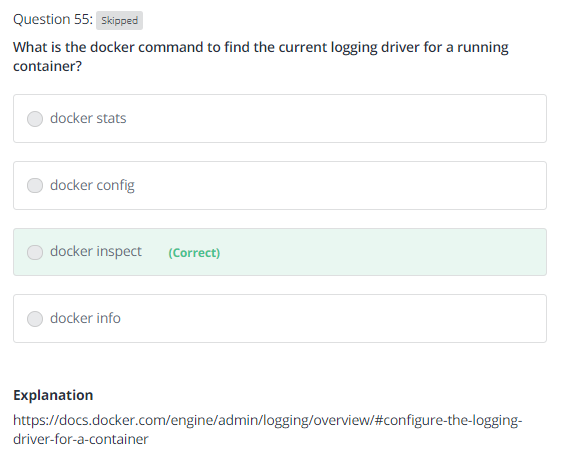 Question 55: Skipped
What is the docker command to find the current logging driver for a running
container?
docker stats
docker config
docker inspect (Correct)
docker info
Explanation
https://docs.docker.com/engine/admin/logging/overview/#configure-the-logging-
driver-for-a-container